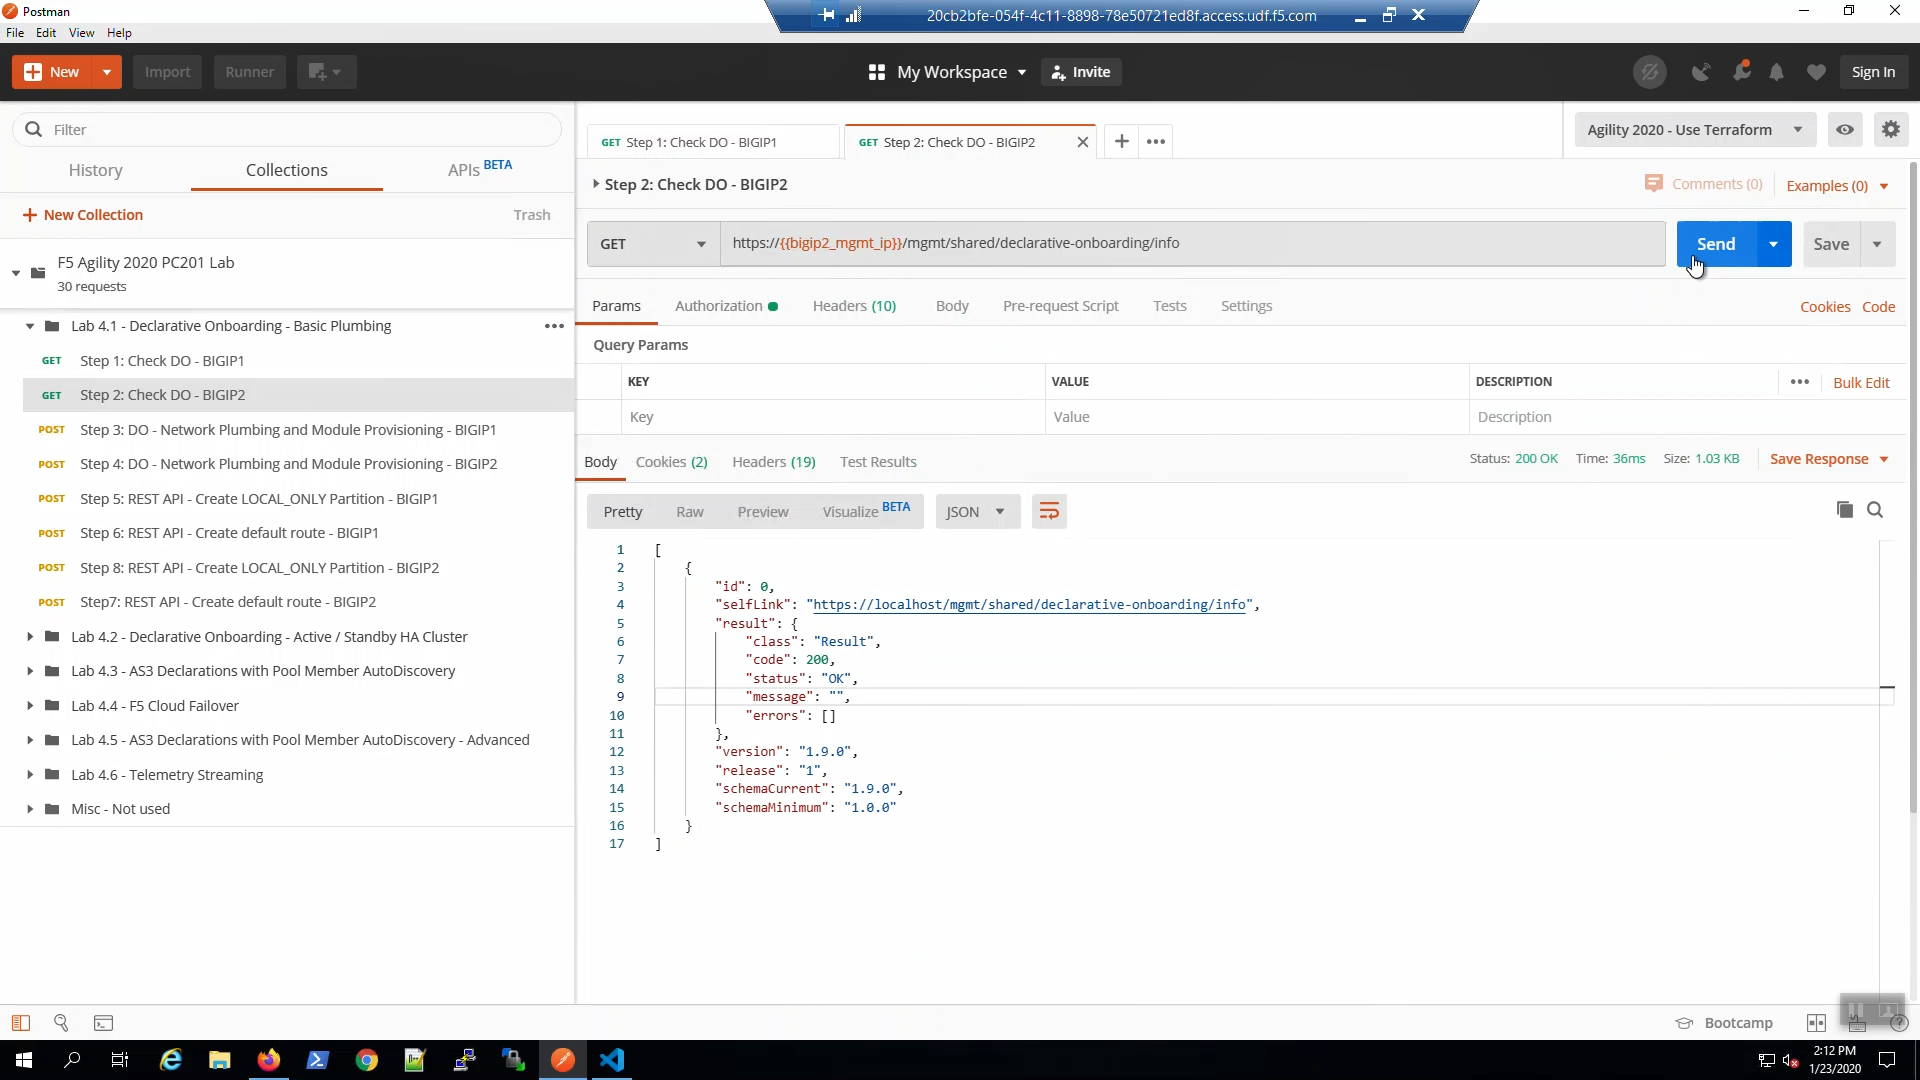 Postman
20cb2bfe-054f-4c11-8898-78e50721ed8f.access.udf.f5.com
File Edit View Help
New Import Runner My Workspace Invite Sign In
Filter
History Collections APIs BETA
New Collection Trash
F5 Agility 2020 PC201 Lab
30 requests
Lab 4.1 - Declarative Onboarding - Basic Plumbing
GET Step 1: Check DO - BIGIP1
GET Step 2: Check DO - BIGIP2
POST Step 3: DO - Network Plumbing and Module Provisioning - BIGIP1
POST Step 4: DO - Network Plumbing and Module Provisioning - BIGIP2
POST Step 5: REST API - Create LOCAL_ONLY Partition - BIGIP1
POST Step 6: REST API - Create default route - BIGIP1
POST Step 8: REST API - Create LOCAL_ONLY Partition - BIGIP2
POST Step7: REST API - Create default route - BIGIP2
Lab 4.2 - Declarative Onboarding - Active / Standby HA Cluster
Lab 4.3 - AS3 Declarations with Pool Member AutoDiscovery
Lab 4.4 - F5 Cloud Failover
Lab 4.5 - AS3 Declarations with Pool Member AutoDiscovery - Advanced
Lab 4.6 - Telemetry Streaming
Misc - Not used
GET Step 1: Check DO - BIGIP1 GET Step 2: Check DO - BIGIP2
Agility 2020 - Use Terraform
Step 2: Check DO - BIGIP2 Comments (0) Examples (0)
GET https://{{bigip2_mgmt_ip}}/mgmt/shared/declarative-onboarding/info Send Save
Params Authorization Headers (10) Body Pre-request Script Tests Settings Cookies Code
Query Params
KEY VALUE DESCRIPTION Bulk Edit
Key Value Description
Body Cookies (2) Headers (19) Test Results Status: 200 OK Time: 36ms Size: 1.03 KB Save Response
Pretty Raw Preview Visualize BETA JSON
1 [
2 {
3 "id": 0,
4 "selfLink": "https://localhost/mgmt/shared/declarative-onboarding/info",
5 "result": {
6 "class": "Result",
7 "code": 200,
8 "status": "OK",
9 "message": "",
10 "errors": []
11 },
12 "version": "1.9.0",
13 "release": "1",
14 "schemaCurrent": "1.9.0",
15 "schemaMinimum": "1.0.0"
16 }
17 ]
Bootcamp
2:12 PM
1/23/2020